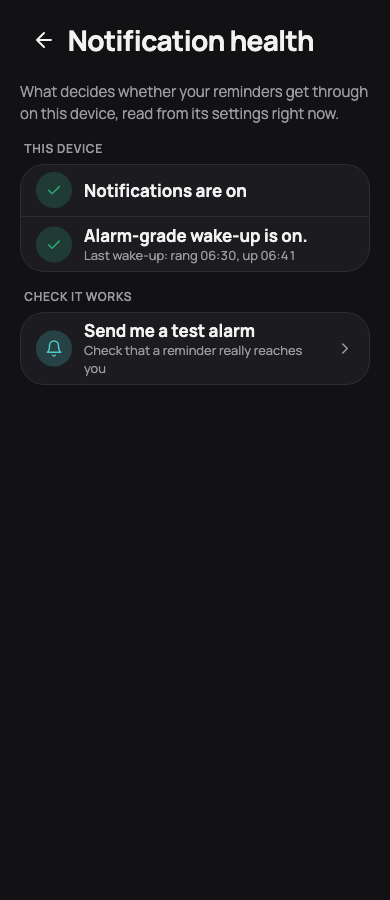 Notification health
What decides whether your reminders get through
on this device, read from its settings right now.
THIS DEVICE
Notifications are on
Alarm-grade wake-up is on.
Last wake-up: rang 06:30, up 06:41
CHECK IT WORKS
Send me a test alarm
Check that a reminder really reaches
you